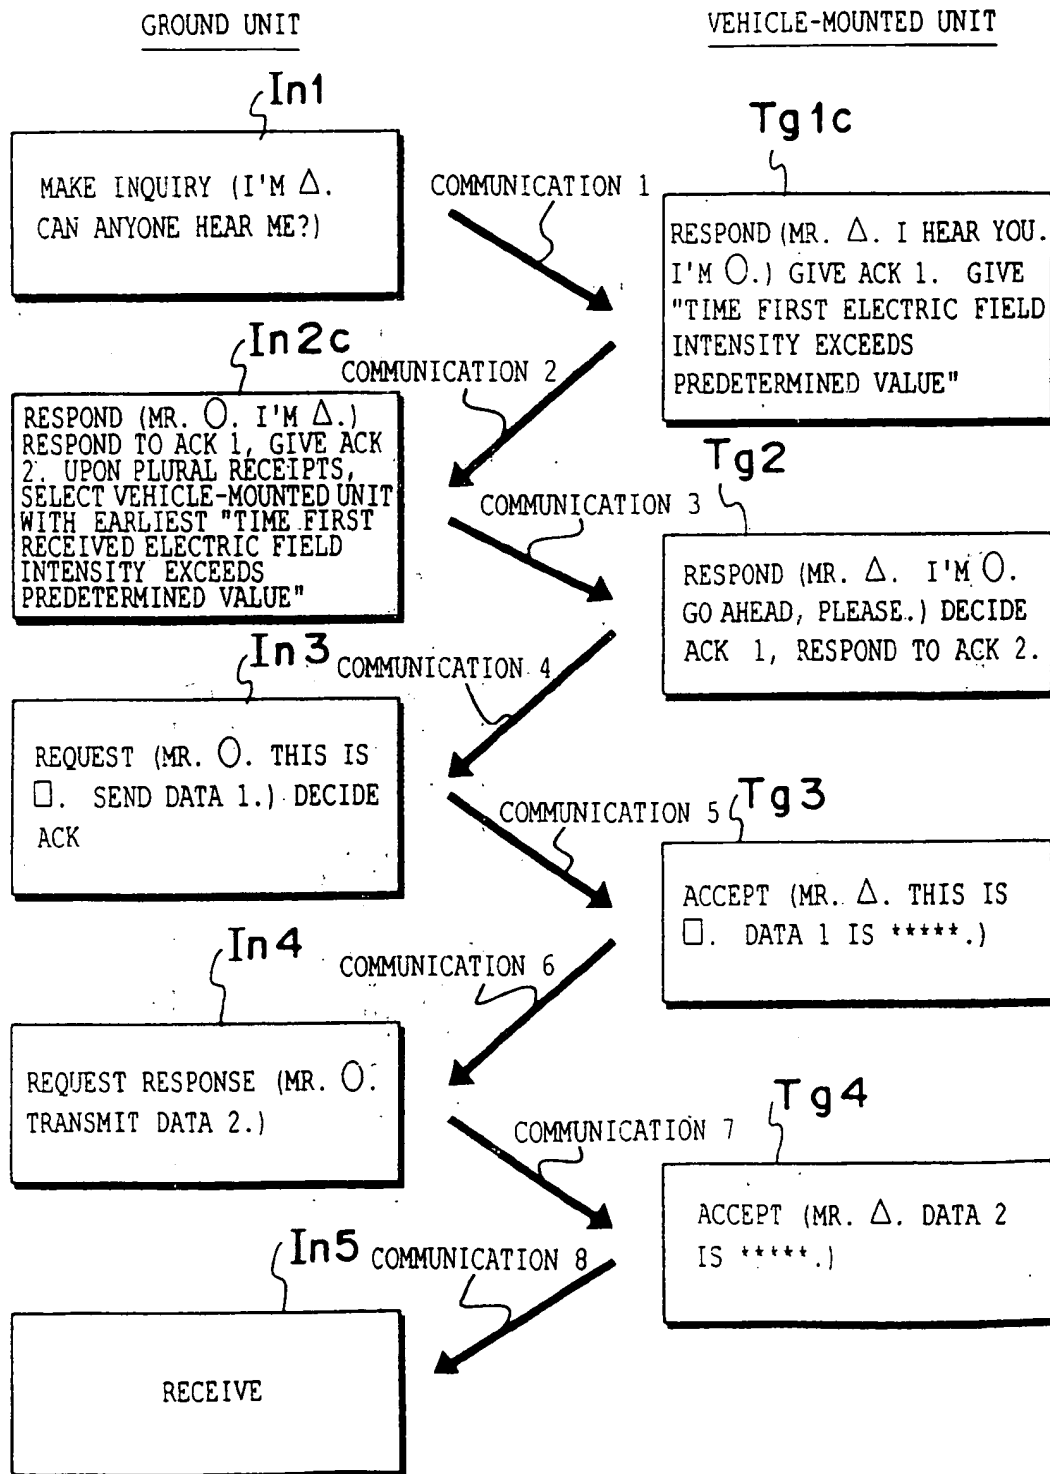 GROUND UNIT
VEHICLE-MOUNTED UNIT
In1
MAKE INQUIRY (I'M △.
CAN ANYONE HEAR ME?)
COMMUNICATION 1
Tg1c
RESPOND (MR. △. I HEAR YOU.
I'M ○.) GIVE ACK 1. GIVE
"TIME FIRST ELECTRIC FIELD
INTENSITY EXCEEDS
PREDETERMINED VALUE"
In2c
COMMUNICATION 2
RESPOND (MR. ○. I'M △.)
RESPOND TO ACK 1, GIVE ACK
2. UPON PLURAL RECEIPTS,
SELECT VEHICLE-MOUNTED UNIT
WITH EARLIEST "TIME FIRST
RECEIVED ELECTRIC FIELD
INTENSITY EXCEEDS
PREDETERMINED VALUE"
COMMUNICATION 3
Tg2
RESPOND (MR. △. I'M ○.
GO AHEAD, PLEASE.) DECIDE
ACK 1, RESPOND TO ACK 2.
In3
COMMUNICATION 4
REQUEST (MR. ○. THIS IS
□. SEND DATA 1.) DECIDE
ACK
COMMUNICATION 5
Tg3
ACCEPT (MR. △. THIS IS
□. DATA 1 IS *****.)
In4
COMMUNICATION 6
REQUEST RESPONSE (MR. ○.
TRANSMIT DATA 2.)
COMMUNICATION 7
Tg4
ACCEPT (MR. △. DATA 2
IS *****.)
In5
COMMUNICATION 8
RECEIVE